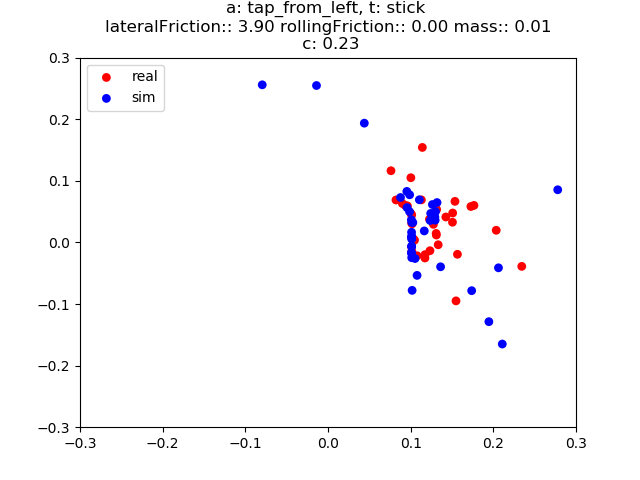 a: tap_from_left, t: stick
lateralFriction:: 3.90 rollingFriction:: 0.00 mass:: 0.01
c: 0.23
real
sim
0.3
0.2
0.1
0.0
−0.1
−0.2
−0.3
−0.3
−0.2
−0.1
0.0
0.1
0.2
0.3